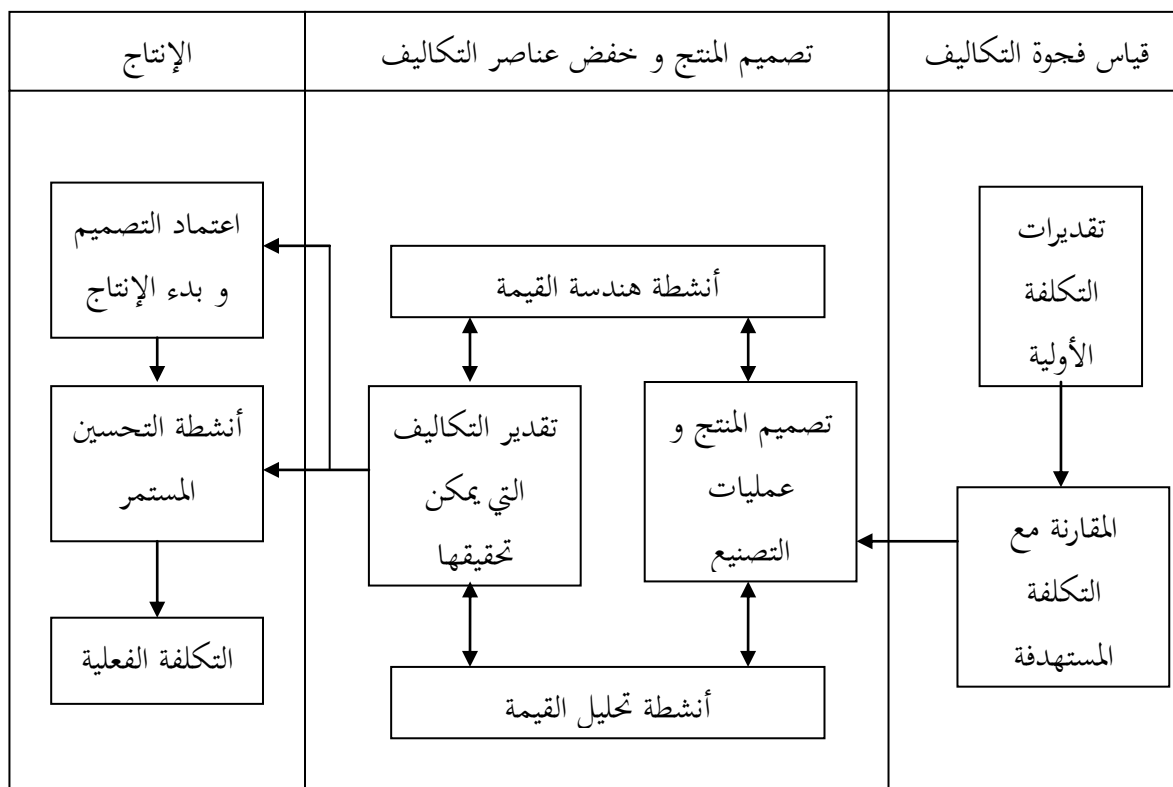 قياس فجوة التكاليف
تصميم المنتج و خفض عناصر التكاليف
الإنتاج
تقديرات
التكلفة
الأولية
المقارنة مع
التكلفة
المستهدفة
أنشطة هندسة القيمة
تصميم المنتج و
عمليات
التصنيع
تقدير التكاليف
التي يمكن
تحقيقها
أنشطة تحليل القيمة
اعتماد التصميم
و بدء الإنتاج
أنشطة التحسين
المستمر
التكلفة الفعلية